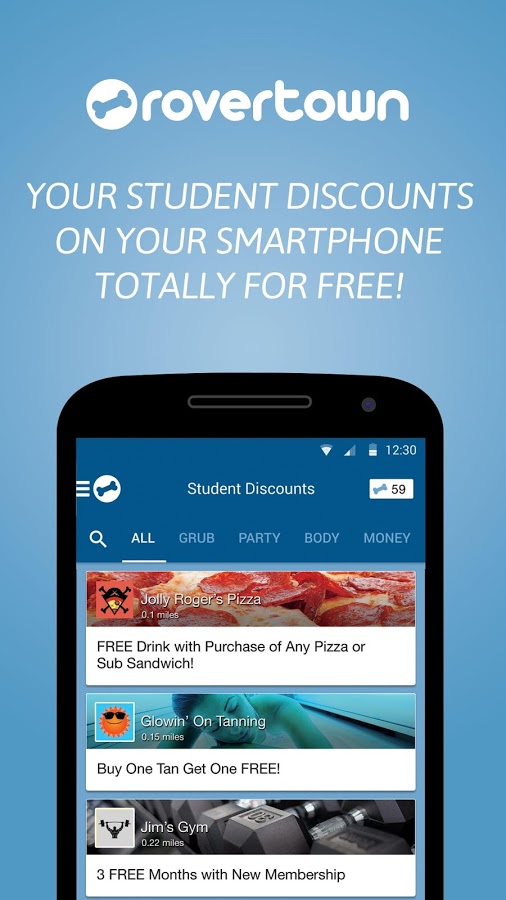 rovertown
YOUR STUDENT DISCOUNTS
ON YOUR SMARTPHONE
TOTALLY FOR FREE!
12:30
Student Discounts
59
ALL GRUB PARTY BODY MONEY
Jolly Roger's Pizza
0.1 miles
FREE Drink with Purchase of Any Pizza or
Sub Sandwich!
Glowin' On Tanning
0.15 miles
Buy One Tan Get One FREE!
Jim's Gym
0.22 miles
30
3 FREE Months with New Membership